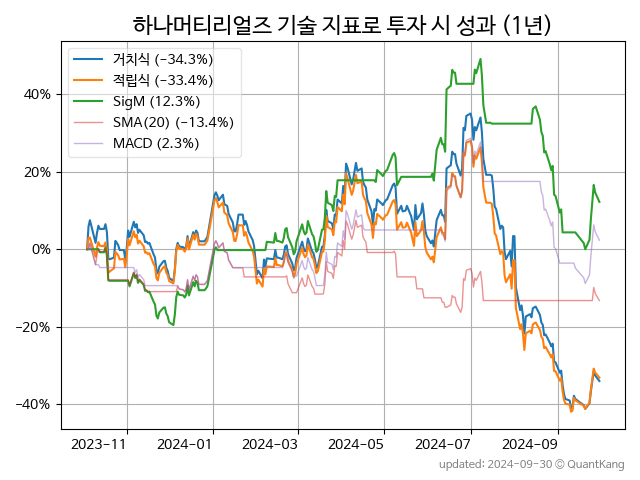 하나머티리얼즈 기술 지표로 투자 시 성과 (1년)
거치식 (-34.3%)
적립식 (-33.4%)
SigM (12.3%)
SMA(20) (-13.4%)
MACD (2.3%)
40%
20%
0%
-20%
-40%
2023-11 2024-01 2024-03 2024-05 2024-07 2024-09
updated: 2024-09-30 © QuantKang